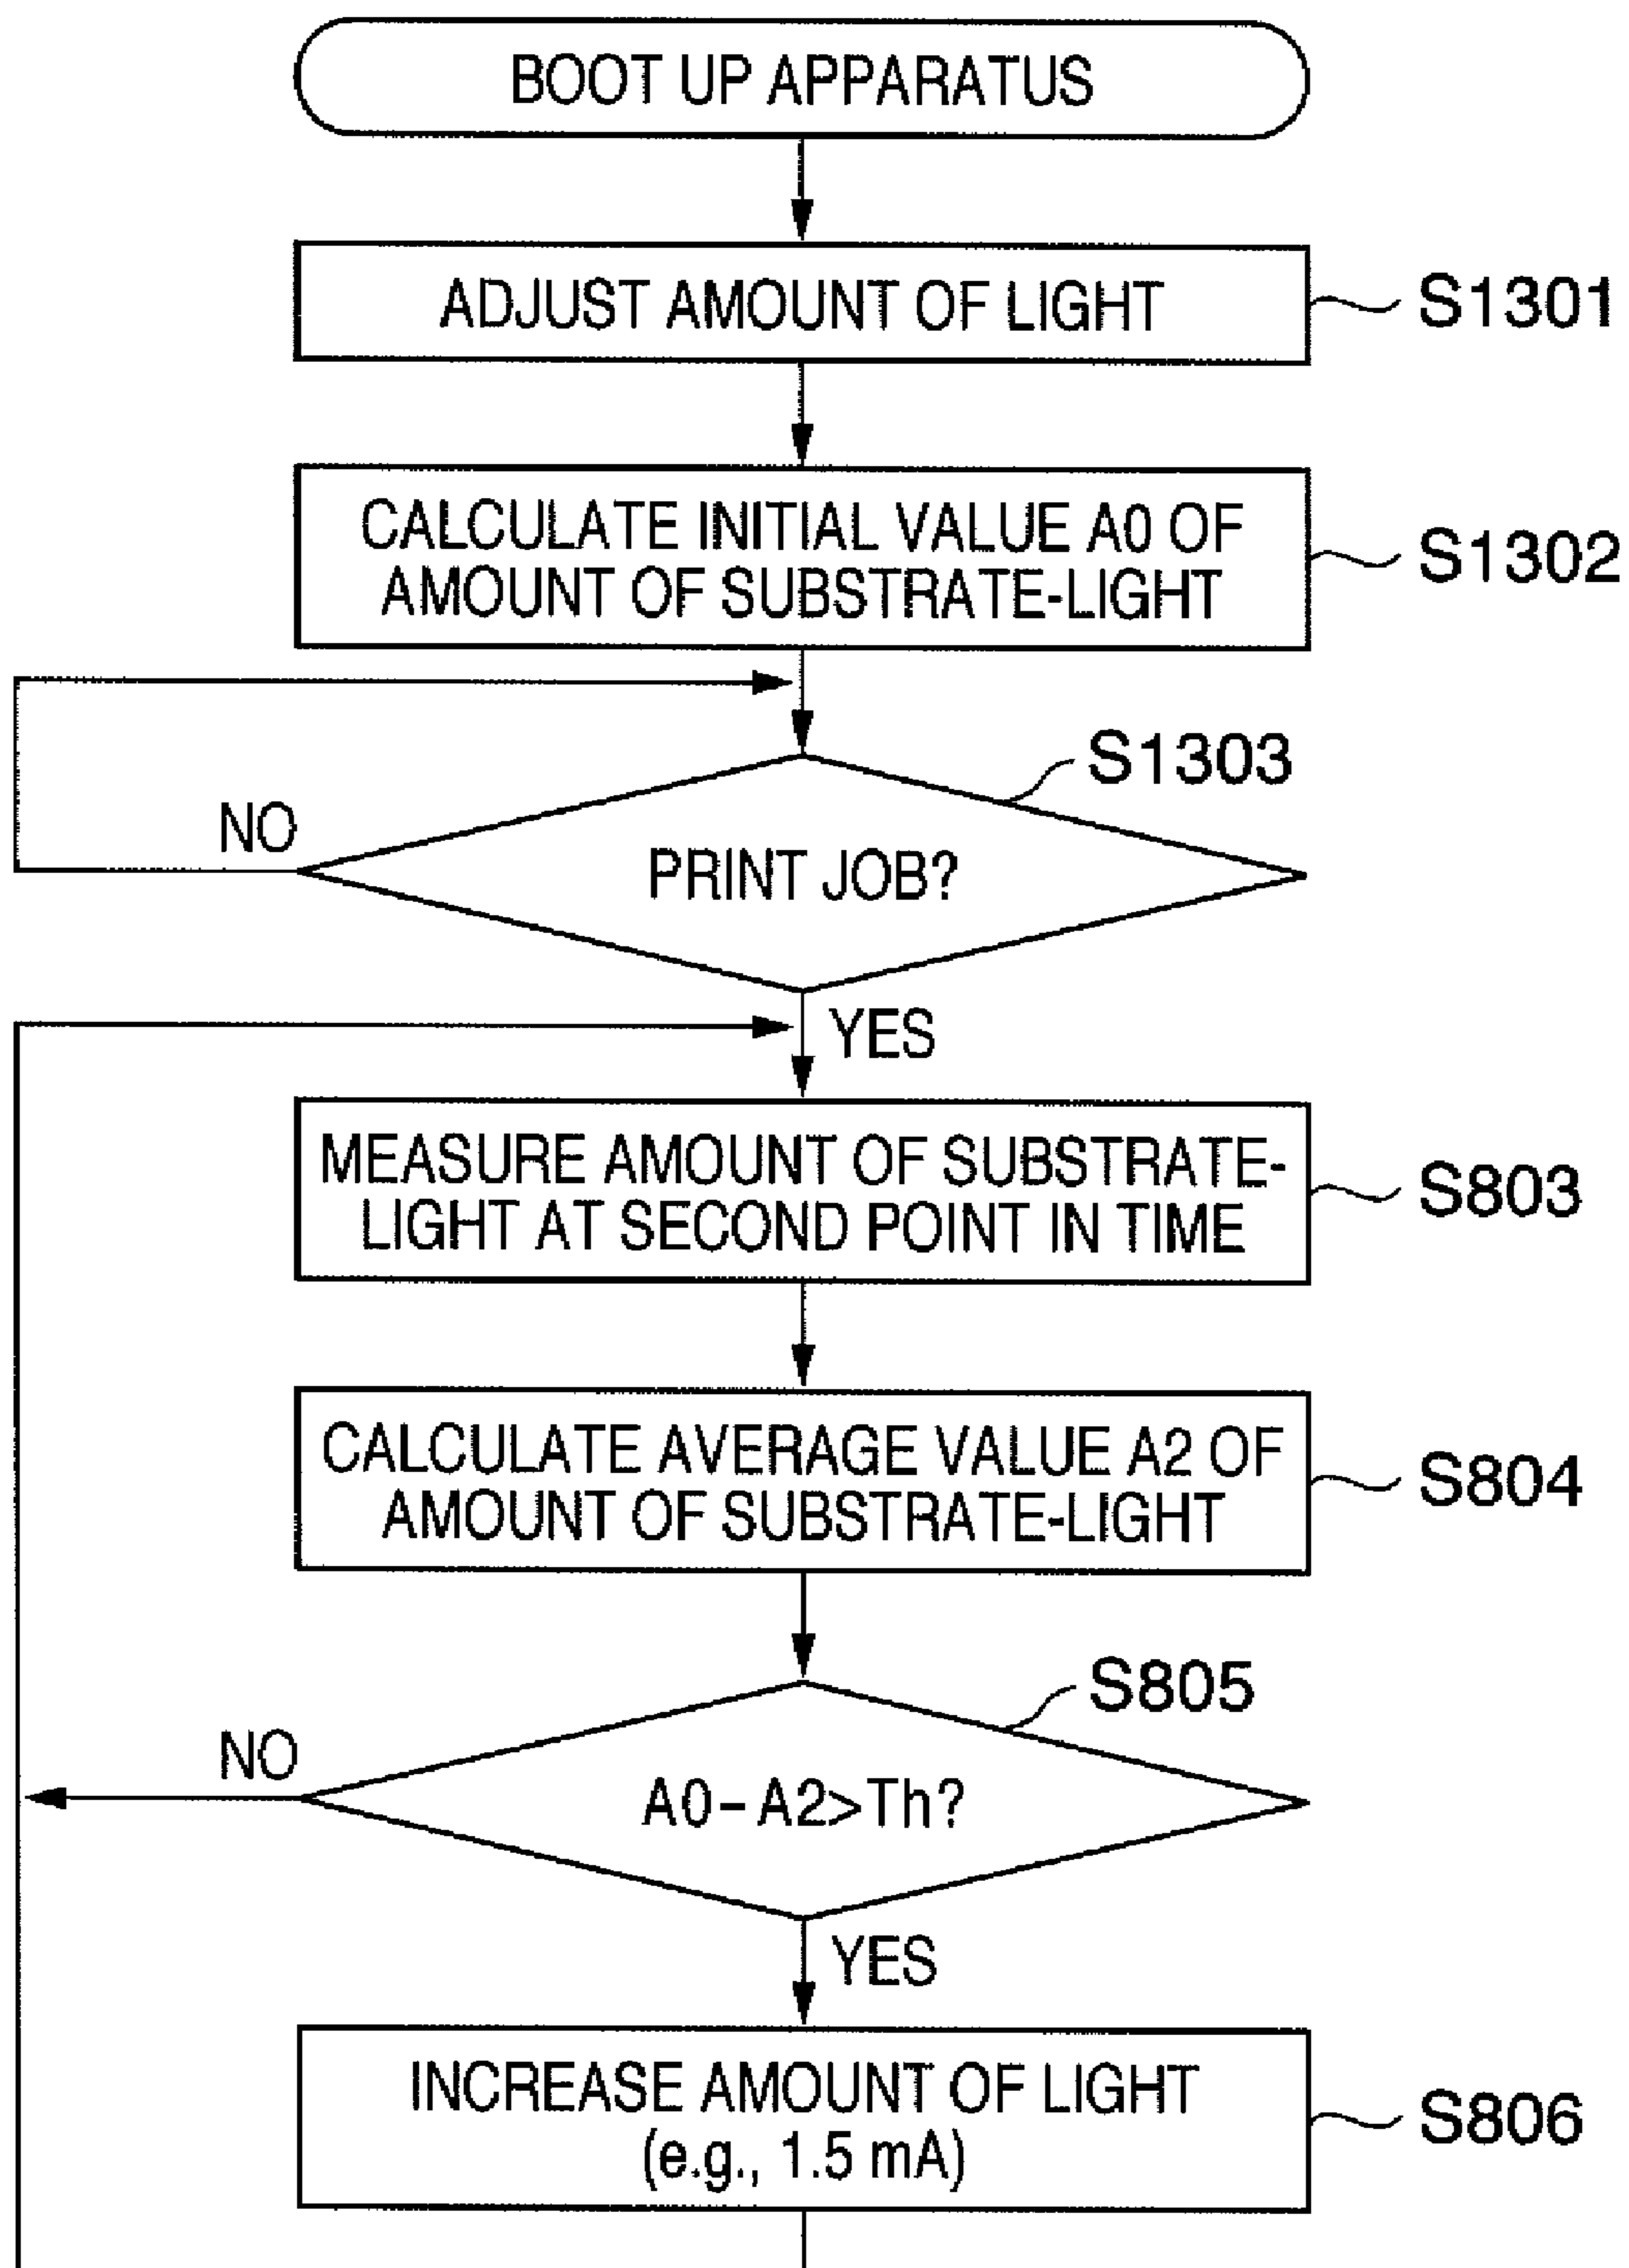 BOOT UP APPARATUS
ADJUST AMOUNT OF LIGHT
S1301
CALCULATE INITIAL VALUE A0 OF
AMOUNT OF SUBSTRATE-LIGHT
S1302
S1303
NO
PRINT JOB?
YES
MEASURE AMOUNT OF SUBSTRATE-
LIGHT AT SECOND POINT IN TIME
S803
CALCULATE AVERAGE VALUE A2 OF
AMOUNT OF SUBSTRATE-LIGHT
S804
S805
NO
A0-A2>Th?
YES
INCREASE AMOUNT OF LIGHT
(e.g., 1.5 mA)
S806